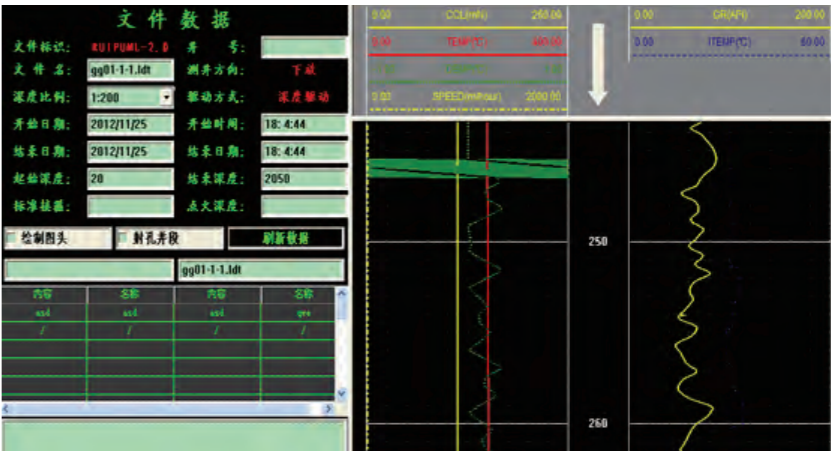 文件数据
文件标识: RUIPUML-2.0 井 号:
文 件 名: gg01-1-1.ldt 测井方向: 下放
深度比例: 1:200 驱动方式: 深度驱动
开始日期: 2012/11/25 开始时间: 18: 4:44
结束日期: 2012/11/25 结束日期: 18: 4:44
起始深度: 20 结束深度: 2050
标准接箍: 点火深度:
绘制图头 射孔井段 刷新数据
gg01-1-1.ldt
内容 名称 内容 名称
asd asd asd qwe
/ / / /
0.00 CCL(mN) 250.00
TEMP(℃)
0.00 SPEED(m/hour) 2000.00
0.00 GR(API) 200.00
0.00 ITEMP(℃) 60.00
250
260